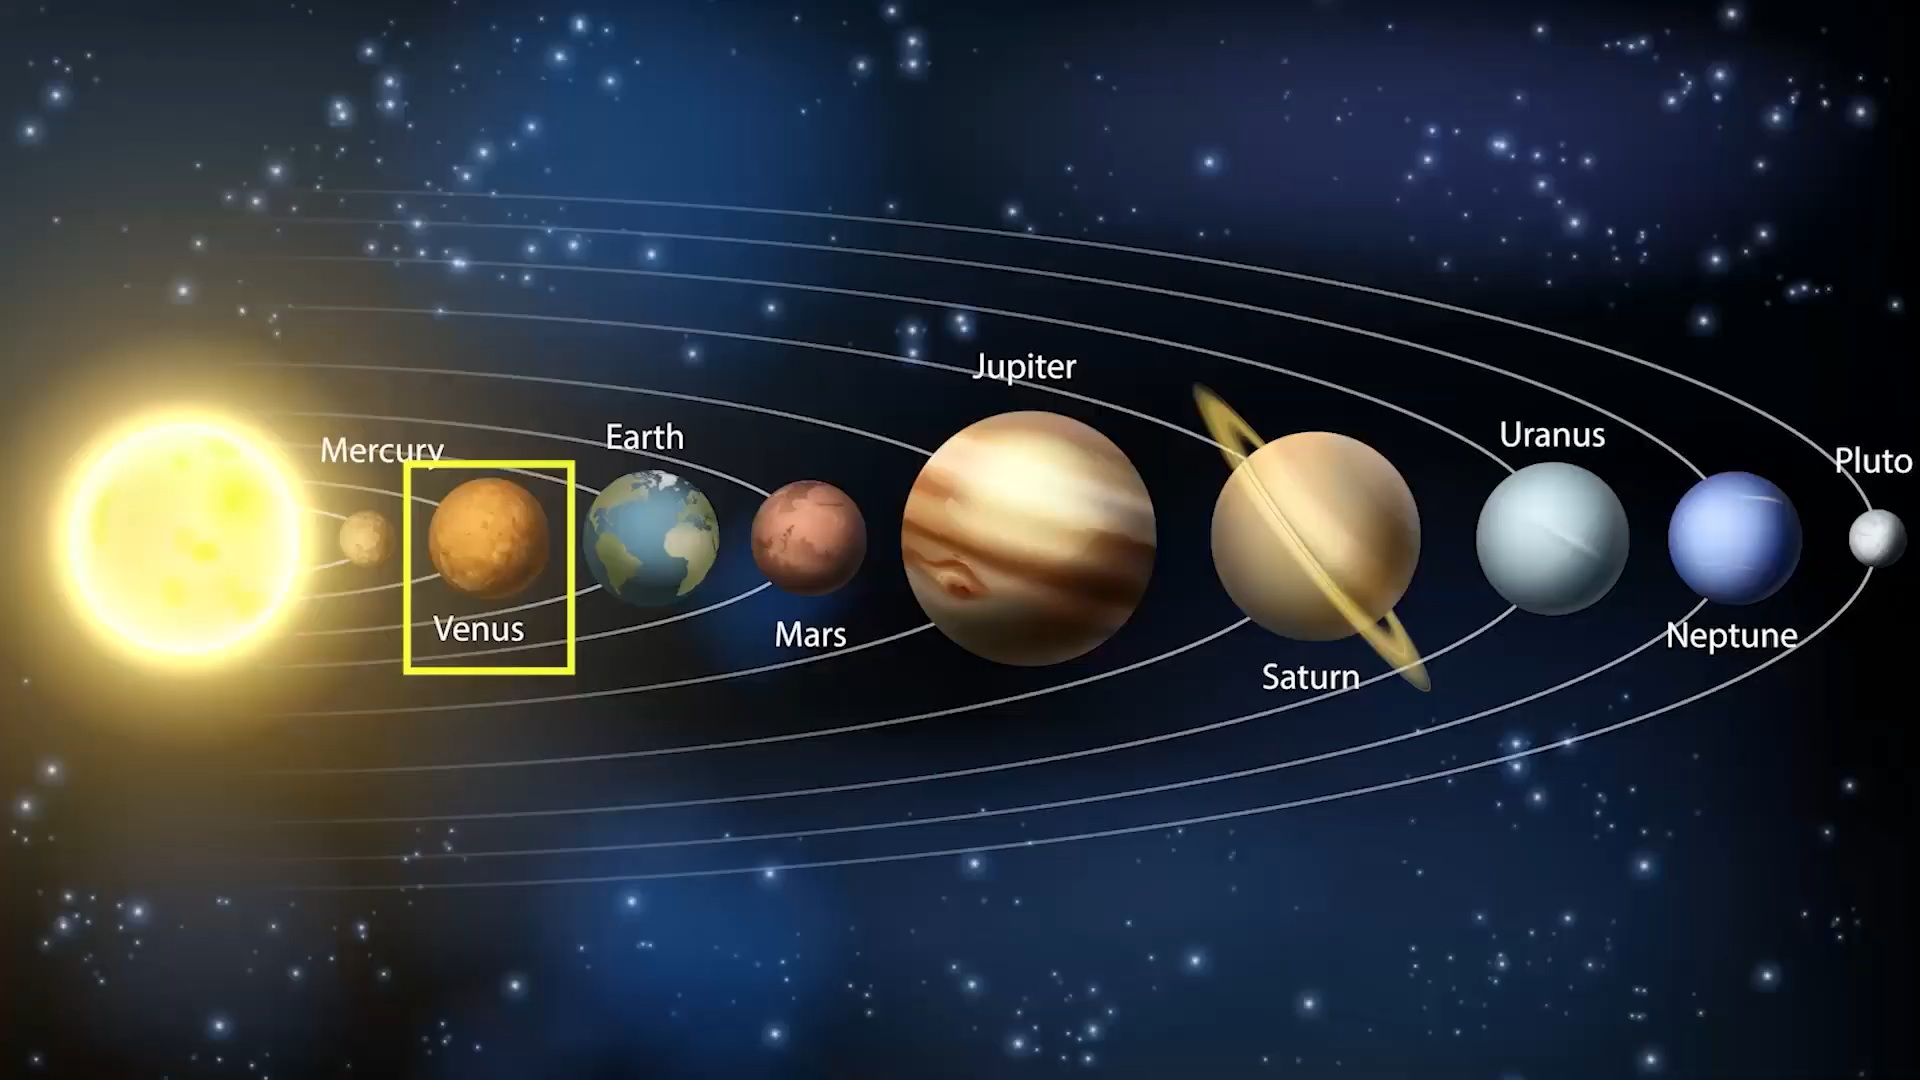 Mercury
Venus
Earth
Mars
Jupiter
Saturn
Uranus
Neptune
Pluto